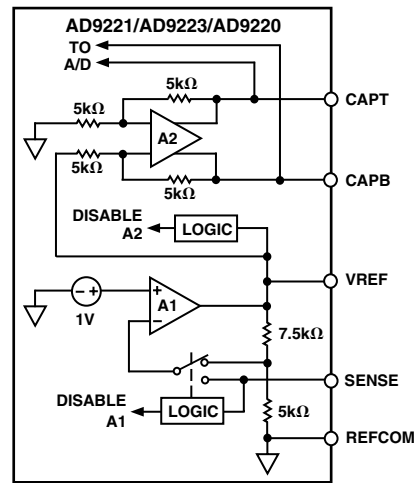 AD9221/AD9223/AD9220
TO
A/D
5kΩ
CAPT
5kΩ
A2
5kΩ
5kΩ
CAPB
DISABLE
A2
LOGIC
VREF
− +
1V
+
A1
−
7.5kΩ
SENSE
DISABLE
A1
LOGIC
5kΩ
REFCOM